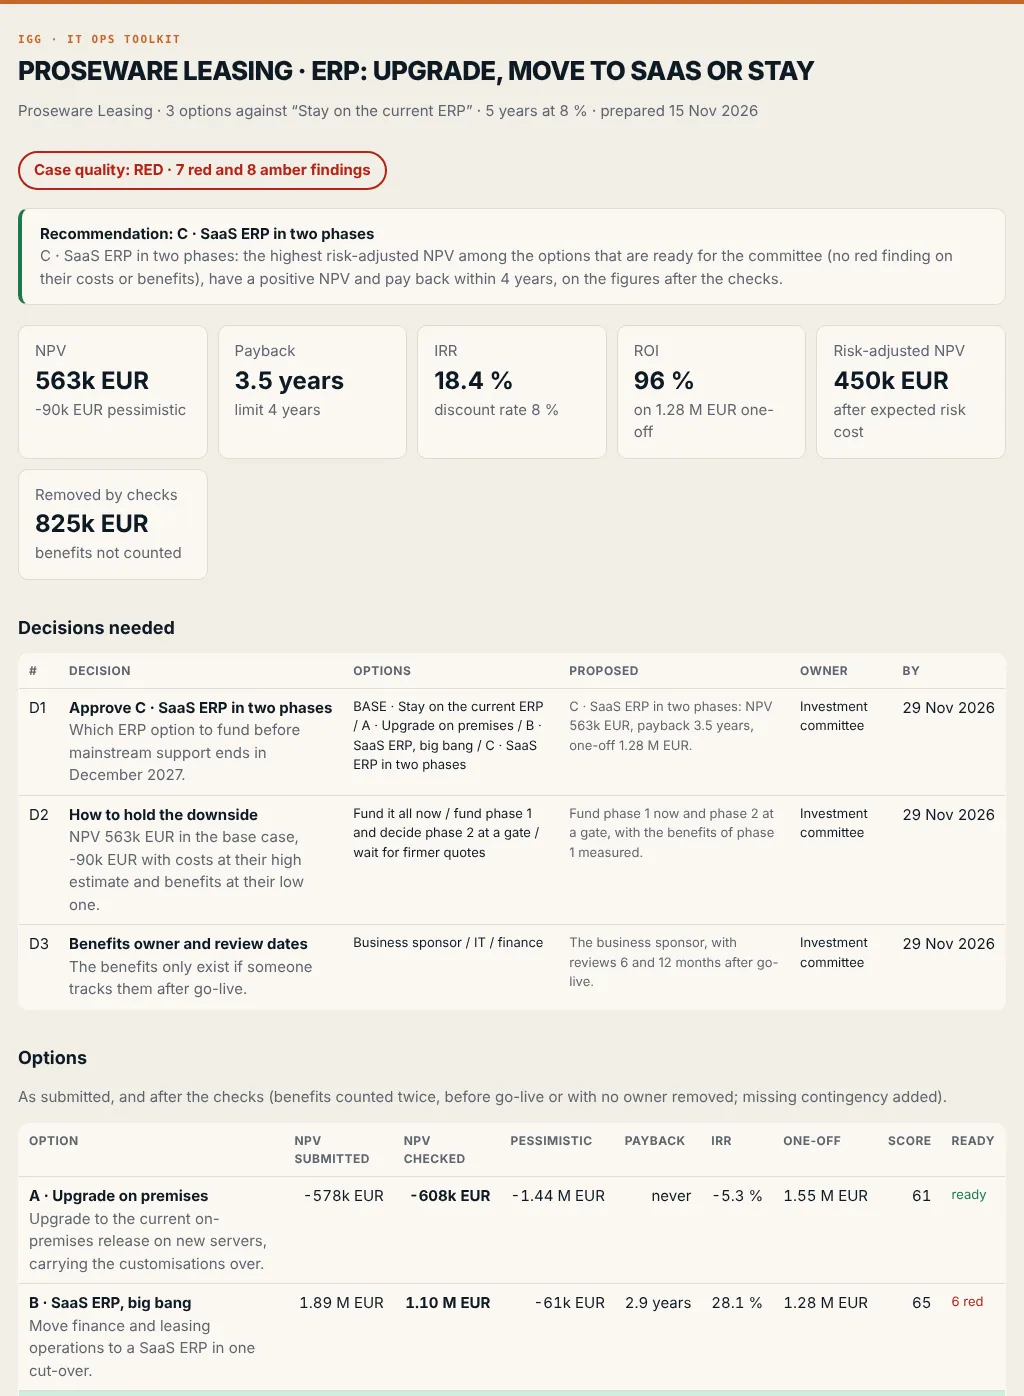 IGG · IT OPS TOOLKIT
PROSEWARE LEASING · ERP: UPGRADE, MOVE TO SAAS OR STAY
Proseware Leasing · 3 options against “Stay on the current ERP” · 5 years at 8 % · prepared 15 Nov 2026
Case quality: RED · 7 red and 8 amber findings
Recommendation: C · SaaS ERP in two phases
C · SaaS ERP in two phases: the highest risk-adjusted NPV among the options that are ready for the committee (no red finding on
their costs or benefits), have a positive NPV and pay back within 4 years, on the figures after the checks.
NPV
563k EUR
-90k EUR pessimistic
Payback
3.5 years
limit 4 years
IRR
18.4 %
discount rate 8 %
ROI
96 %
on 1.28 M EUR one-
off
Risk-adjusted NPV
450k EUR
after expected risk
cost
Removed by checks
825k EUR
benefits not counted
Decisions needed
# DECISION OPTIONS PROPOSED OWNER BY
D1 Approve C · SaaS ERP in two phases
Which ERP option to fund before
mainstream support ends in
December 2027.
BASE · Stay on the current ERP
/ A · Upgrade on premises / B ·
SaaS ERP, big bang / C · SaaS
ERP in two phases
C · SaaS ERP in two phases: NPV
563k EUR, payback 3.5 years,
one-off 1.28 M EUR.
Investment
committee
29 Nov 2026
D2 How to hold the downside
NPV 563k EUR in the base case,
-90k EUR with costs at their high
estimate and benefits at their low
one.
Fund it all now / fund phase 1
and decide phase 2 at a gate /
wait for firmer quotes
Fund phase 1 now and phase 2 at
a gate, with the benefits of phase
1 measured.
Investment
committee
29 Nov 2026
D3 Benefits owner and review dates
The benefits only exist if someone
tracks them after go-live.
Business sponsor / IT / finance
The business sponsor, with
reviews 6 and 12 months after go-
live.
Investment
committee
29 Nov 2026
Options
As submitted, and after the checks (benefits counted twice, before go-live or with no owner removed; missing contingency added).
OPTION NPV SUBMITTED NPV CHECKED PESSIMISTIC PAYBACK IRR ONE-OFF SCORE READY
A · Upgrade on premises -578k EUR -608k EUR -1.44 M EUR never -5.3 % 1.55 M EUR 61 ready
Upgrade to the current on-
premises release on new servers,
carrying the customisations over.
B · SaaS ERP, big bang 1.89 M EUR 1.10 M EUR -61k EUR 2.9 years 28.1 % 1.28 M EUR 65 6 red
Move finance and leasing
operations to a SaaS ERP in one
cut-over.